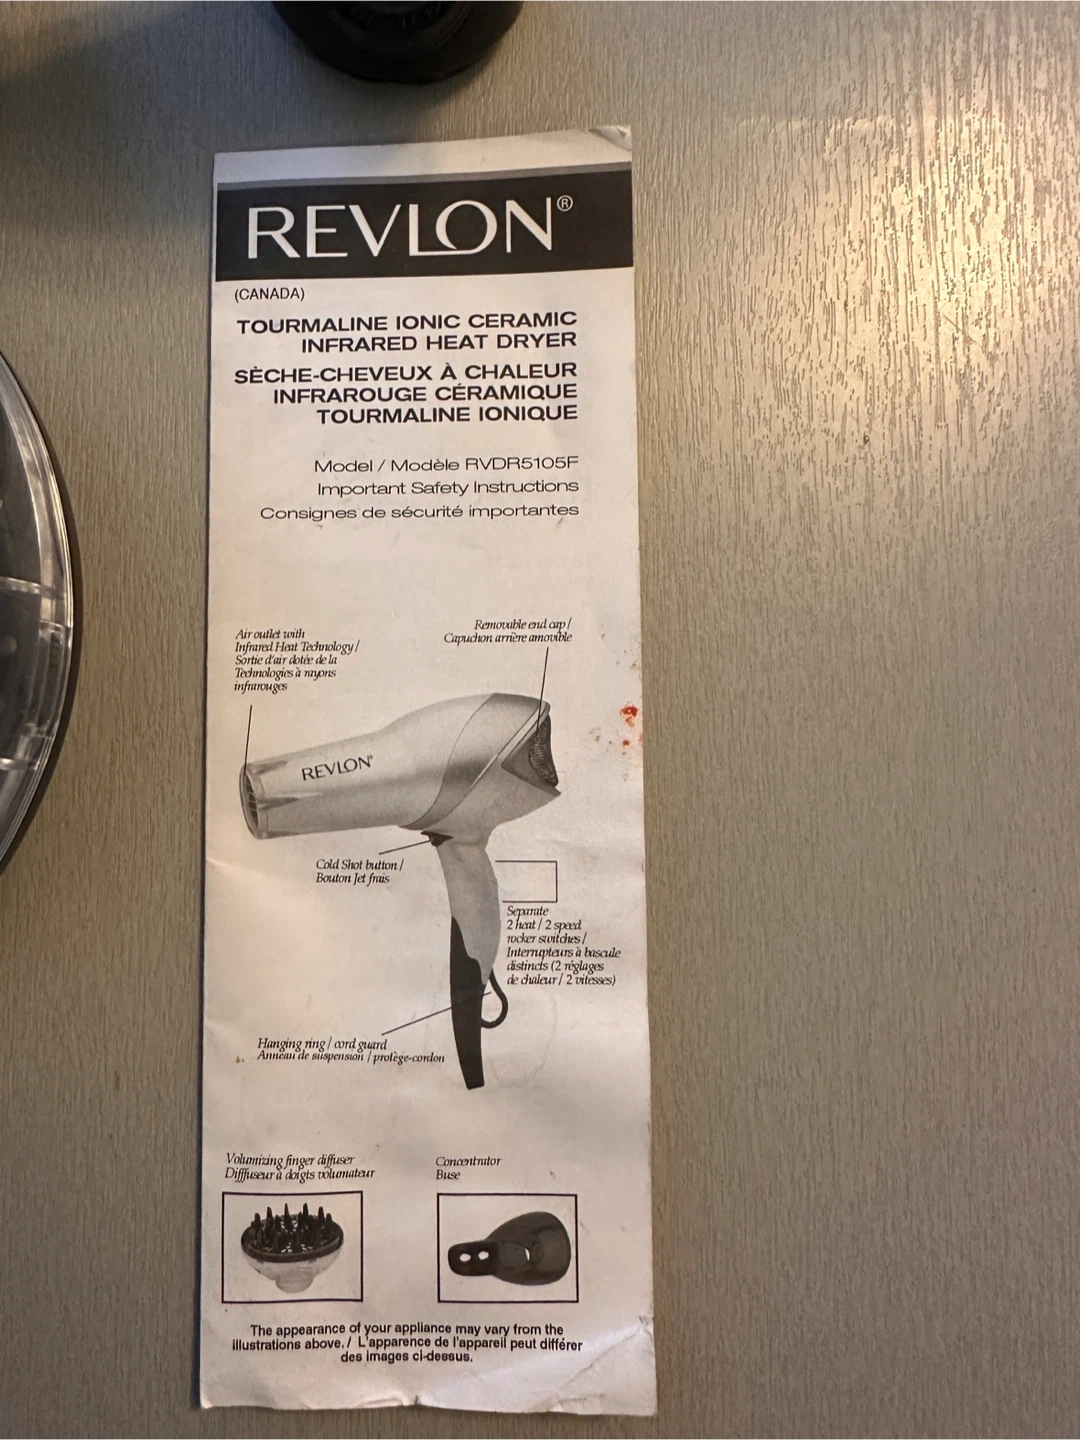 REVLON®
(CANADA)
TOURMALINE IONIC CERAMIC
INFRARED HEAT DRYER
SÈCHE-CHEVEUX À CHALEUR
INFRAROUGE CÉRAMIQUE
TOURMALINE IONIQUE
Model / Modèle RVDR5105F
Important Safety Instructions
Consignes de sécurité importantes
Air outlet with
Infrared Heat Technology /
Sortie d'air dotée de la
Technologies à rayons
infrarouges
Removable end cap /
Capuchon arrière amovible
REVLON®
Cold Shot button /
Bouton Jet frais
Separate
2 heat / 2 speed
rocker switches /
Interrupteurs à bascule
distincts (2 réglages
de chaleur / 2 vitesses)
Hanging ring / cord guard
Anneau de suspension / protège-cordon
Volumizing finger diffuser
Difffuseur à doigts volumateur
Concentrator
Buse
The appearance of your appliance may vary from the
illustrations above. / L'apparence de l'appareil peut différer
des images ci-dessus.